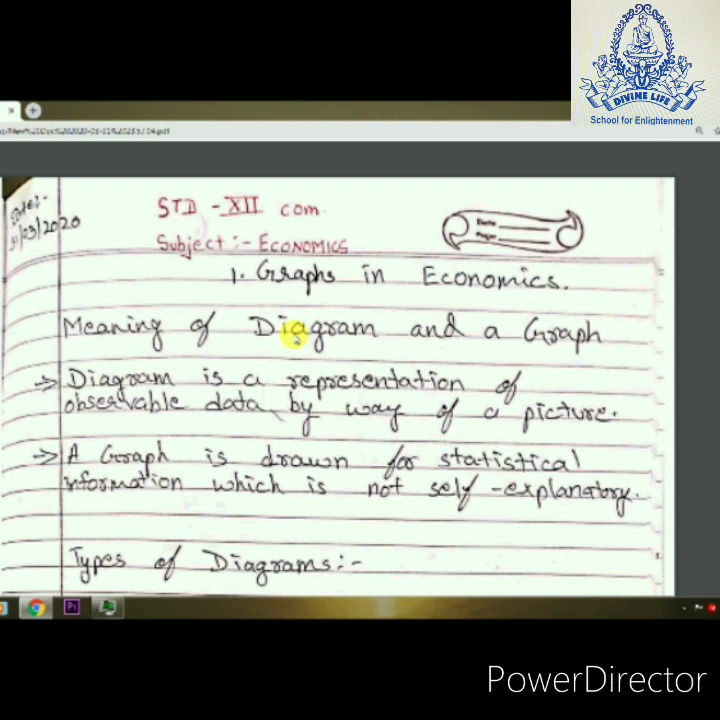 DIVINE LIFE
School for Enlightenment
Date:-
31/03/2020
STD - XII com.
Subject :- ECONOMICS
1. Graphs in Economics.
Meaning of Diagram and a Graph
→ Diagram is a representation of
observable data, by way of a picture.
→ A Graph is drawn for statistical
information which is not self-explanatory.
Types of Diagrams:-
PowerDirector